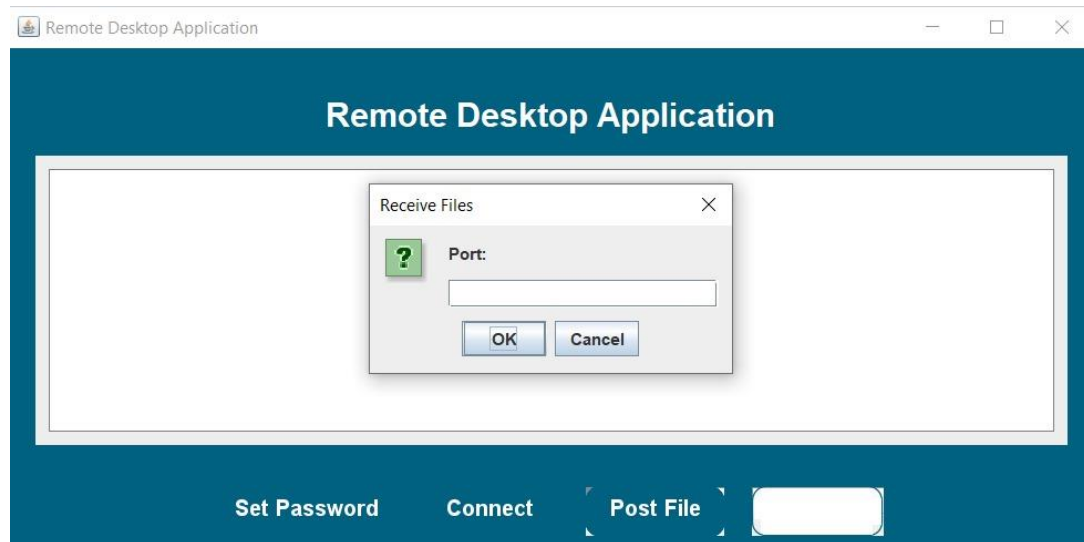 Remote Desktop Application
Remote Desktop Application
Receive Files
?
Port:
OK Cancel
Set Password Connect Post File